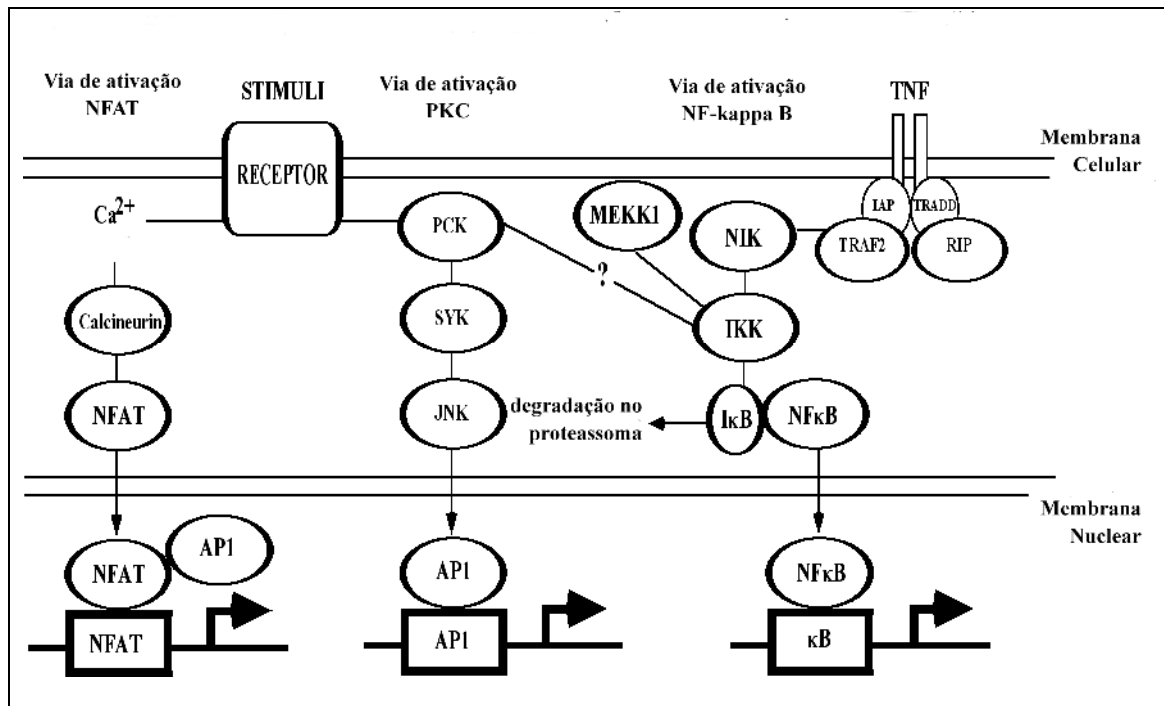 Via de ativação
NFAT
STIMULI
Via de ativação
PKC
Via de ativação
NF-kappa B
TNF
Membrana
Celular
RECEPTOR
Ca2+
PCK
MEKK1
NIK
IAP
TRADD
TRAF2
RIP
?
Calcineurin
SYK
IKK
NFAT
JNK
degradação no
proteassoma
IκB
NFκB
Membrana
Nuclear
NFAT
AP1
AP1
NFκB
NFAT
AP1
κB